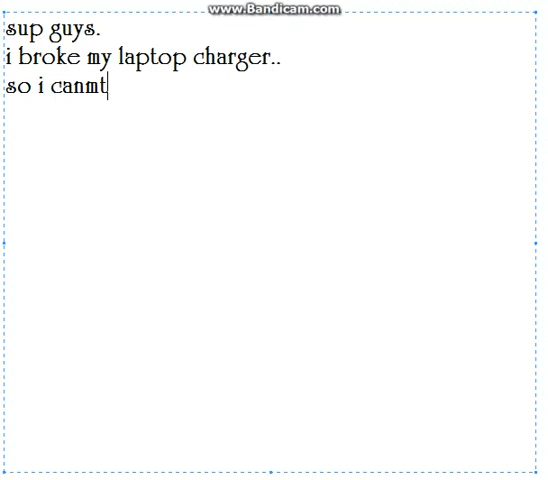 www.Bandicam.com
sup guys.
i broke my laptop charger..
so i canmt